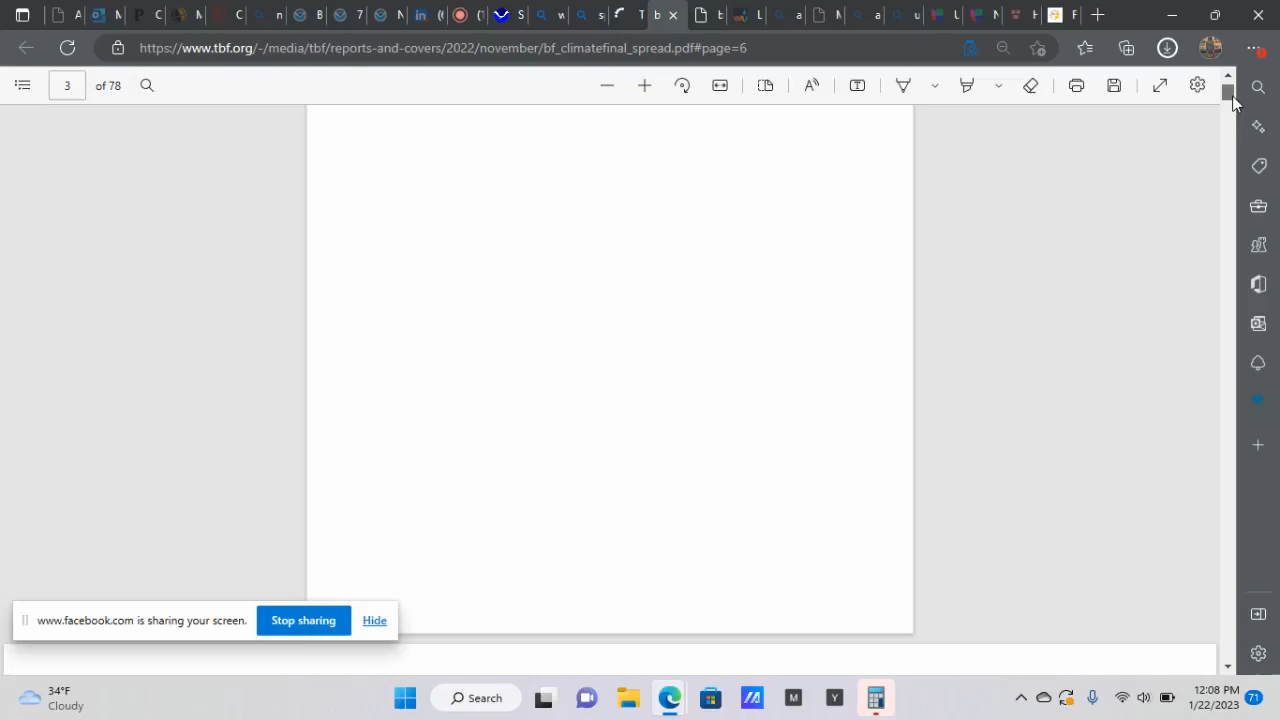 A
N
C
N
C
n
B
7
N
(
(
S
w
s
T
b
t
L
a
N
a
u
L
N
H
F
https://www.tbf.org/-/media/tbf/reports-and-covers/2022/november/bf_climatefinal_spread.pdf#page=6
3 of 78
www.facebook.com is sharing your screen. Stop sharing Hide
34°F
Cloudy
Search
M
Y
12:08 PM
1/22/2023
71